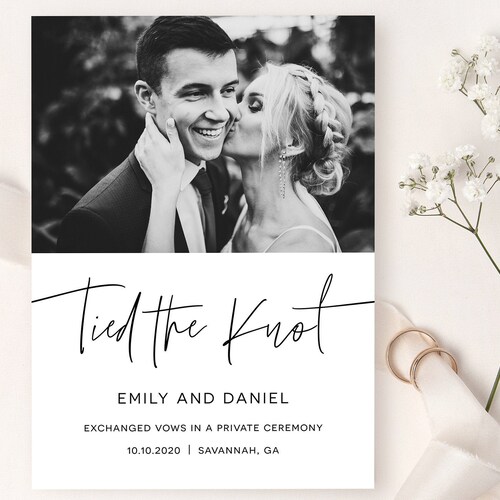 Tied the Knot
EMILY AND DANIEL
EXCHANGED VOWS IN A PRIVATE CEREMONY
10.10.2020 | SAVANNAH, GA